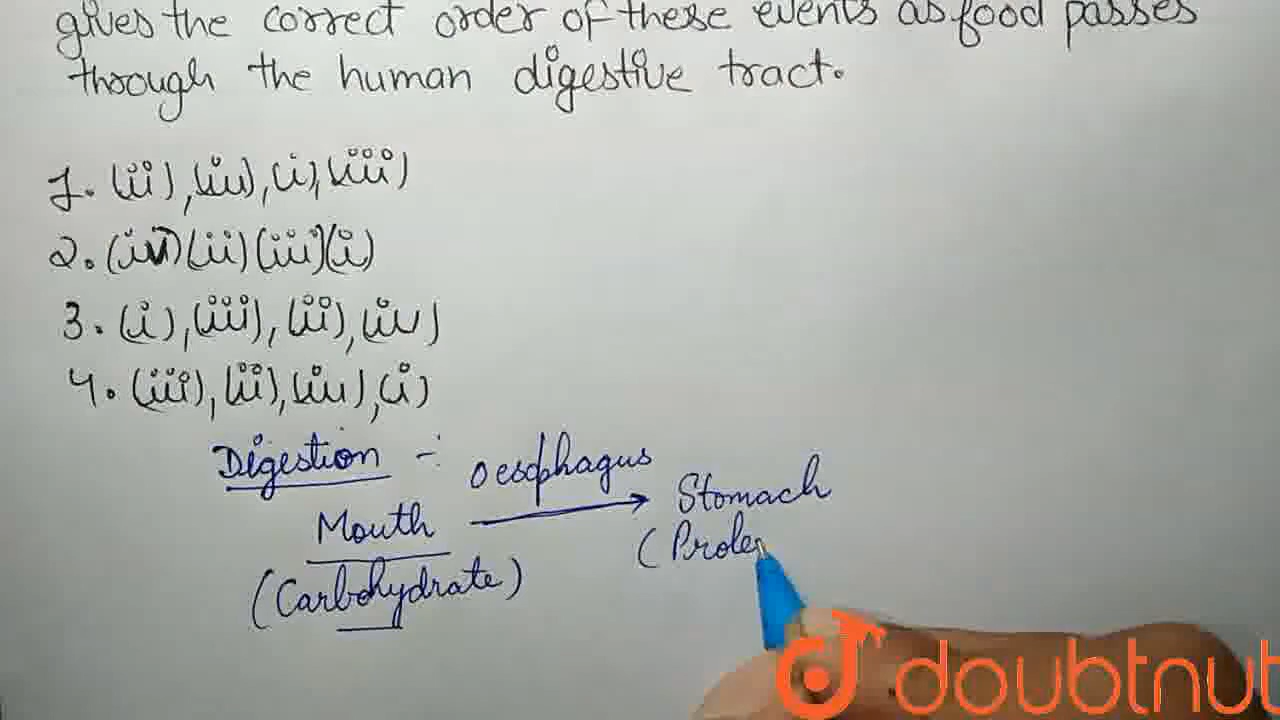 gives the correct order of these events as food passes
through the human digestive tract.
1. (ii), (iv), (i), (iii)
2. (iv) (ii) (iii) (i)
3. (i), (iii), (ii), (iv)
4. (iii), (ii), (iv), (i)
Digestion :-
oesophagus
Mouth → Stomach
(Carbohydrate) (Prote
doubtnut